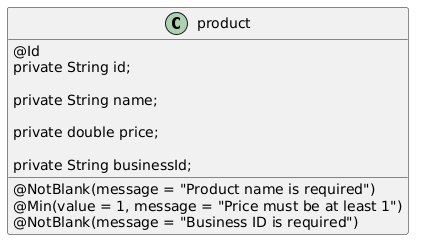 C product
@Id
private String id;
private String name;
private double price;
private String businessId;
@NotBlank(message = "Product name is required")
@Min(value = 1, message = "Price must be at least 1")
@NotBlank(message = "Business ID is required")